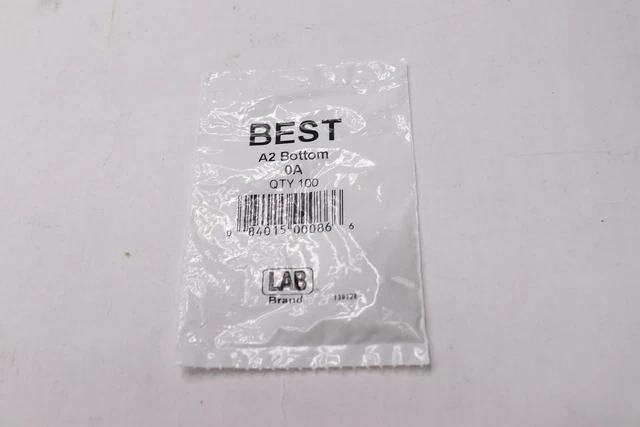 BEST
A2 Bottom
0A
QTY 100
9 84015 00086 6
LAB
Brand